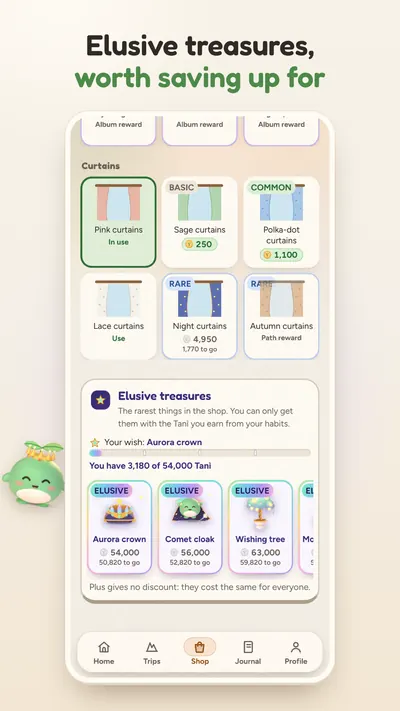 Elusive treasures,
worth saving up for
Album reward
Album reward
Album reward
Curtains
Pink curtains
In use
BASIC
Sage curtains
250
COMMON
Polka-dot
curtains
1,100
Lace curtains
Use
RARE
Night curtains
4,950
1,770 to go
RARE
Autumn curtains
Path reward
Elusive treasures
The rarest things in the shop. You can only get
them with the Tani you earn from your habits.
Your wish: Aurora crown
You have 3,180 of 54,000 Tani
ELUSIVE
Aurora crown
54,000
50,820 to go
ELUSIVE
Comet cloak
56,000
52,820 to go
ELUSIVE
Wishing tree
63,000
59,820 to go
Plus gives no discount: they cost the same for everyone.
Home
Trips
Shop
Journal
Profile